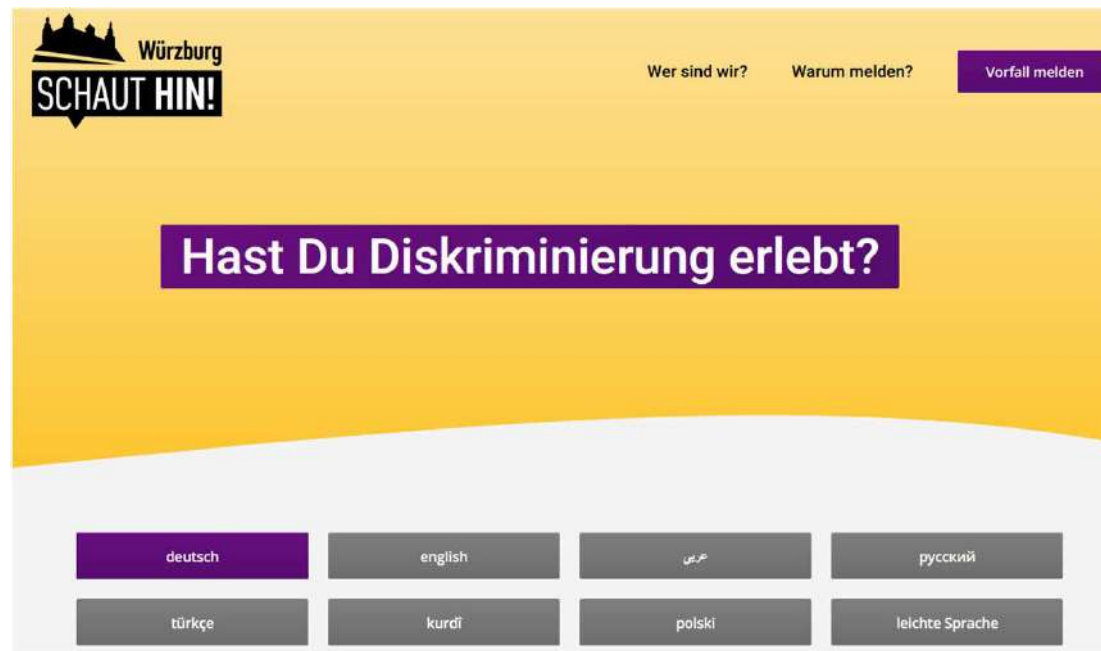 Würzburg
SCHAUT HIN!
Wer sind wir? Warum melden? Vorfall melden
Hast Du Diskriminierung erlebt?
deutsch english عربى русский
türkçe kurdî polski leichte Sprache